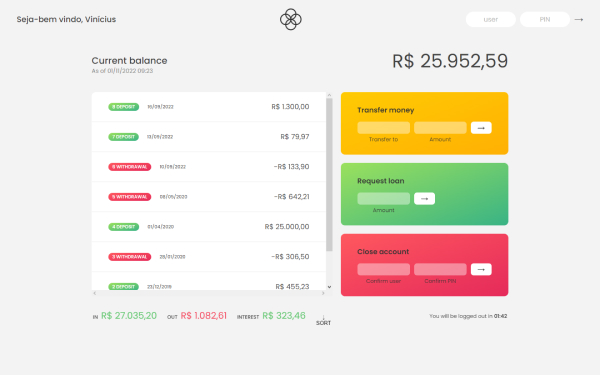 Seja-bem vindo, Vinicius
user
PIN
→
Current balance
As of 01/11/2022 09:23
R$ 25.952,59
8 DEPOSIT 10/09/2022 R$ 1.300,00
7 DEPOSIT 13/09/2022 R$ 79,97
6 WITHDRAWAL 10/09/2022 -R$ 133,90
5 WITHDRAWAL 08/05/2020 -R$ 642,21
4 DEPOSIT 01/04/2020 R$ 25.000,00
3 WITHDRAWAL 28/01/2020 -R$ 306,50
2 DEPOSIT 23/12/2019 R$ 455,23
Transfer money
→
Transfer to Amount
Request loan
→
Amount
Close account
→
Confirm user Confirm PIN
IN R$ 27.035,20 OUT R$ 1.082,61 INTEREST R$ 323,46
↓ SORT
You will be logged out in 01:42